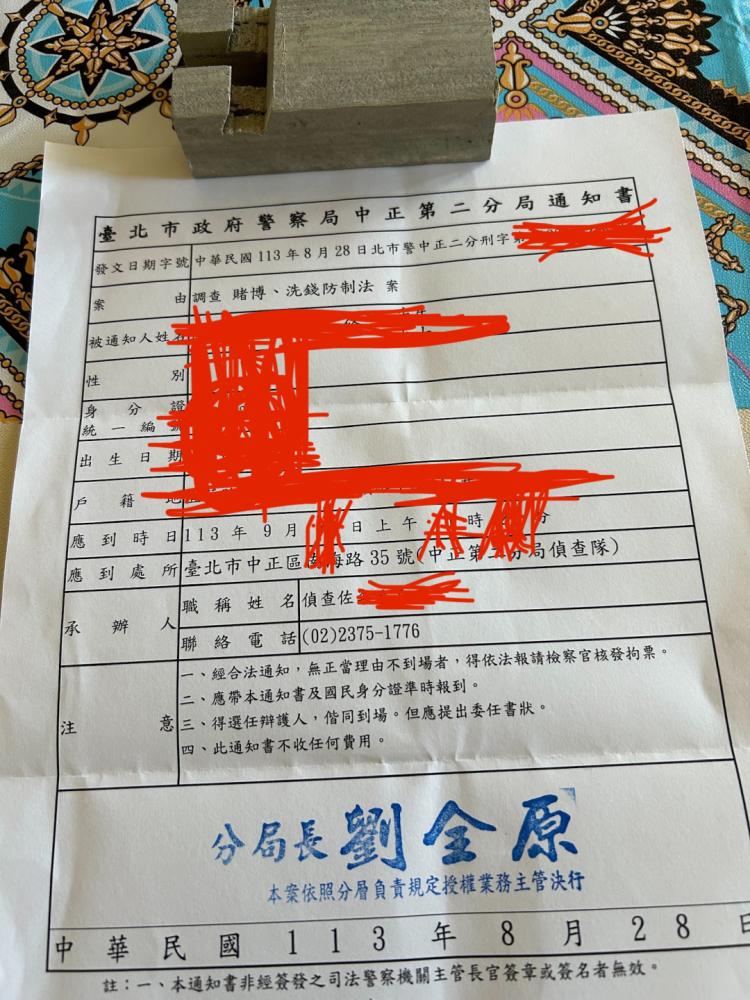 臺北市政府警察局中正第二分局通知書
發文日期字號 中華民國113年8月28日北市警中正二分刑字第
案由 調查 賭博、洗錢防制法 案
被通知人姓名
性別
身分證
統一編號
出生日期
戶籍地
應到時日 113年9月 日上午 時 分
應到處所 臺北市中正區南海路35號(中正第二分局偵查隊)
承辦人 職稱姓名 偵查佐
聯絡電話 (02)2375-1776
注意 一、經合法通知,無正當理由不到場者,得依法報請檢察官核發拘票。
二、應帶本通知書及國民身分證準時報到。
三、得選任辯護人,偕同到場。但應提出委任書狀。
四、此通知書不收任何費用。
分局長 劉全原
本案依照分層負責規定授權業務主管決行
中華民國113年8月28日
註:一、本通知書非經簽發之司法警察機關主管長官簽章或簽名者無效。